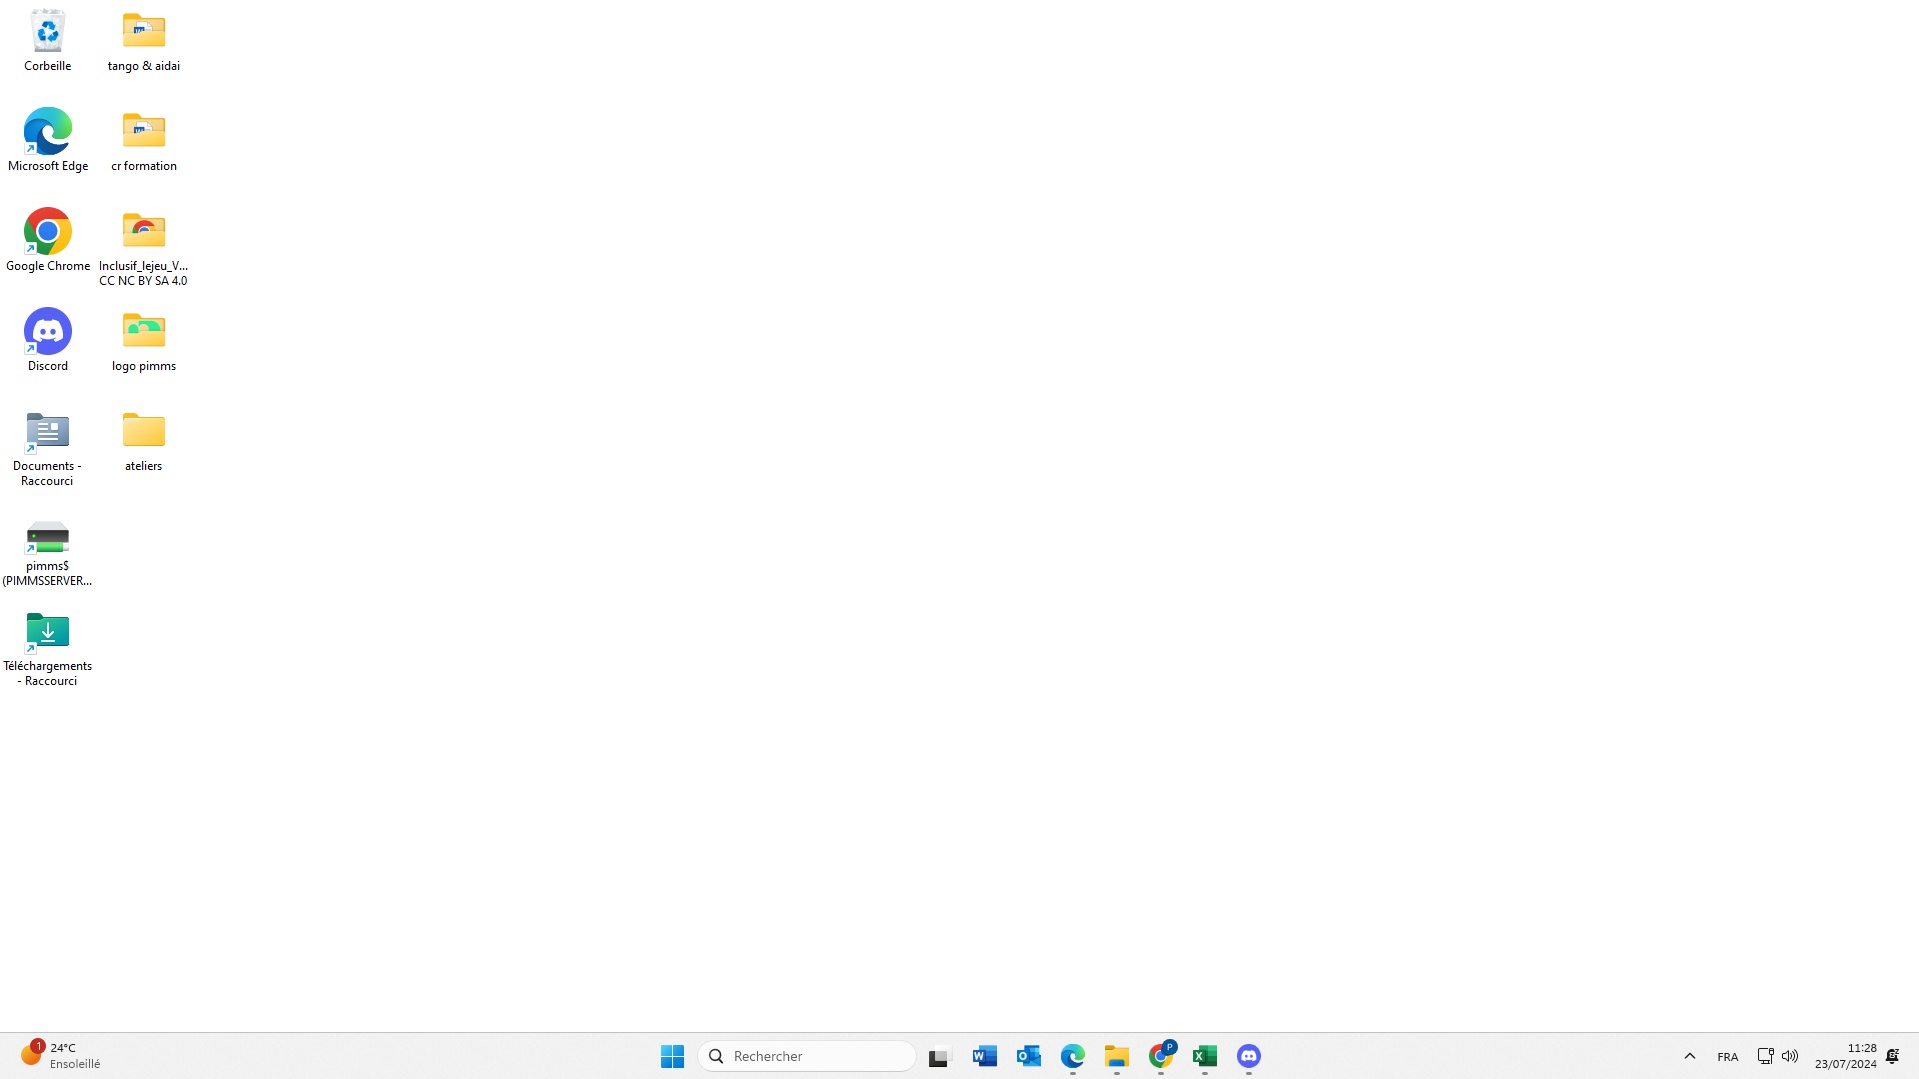 Corbeille
tango & aidai
Microsoft Edge
cr formation
Google Chrome
Inclusif_lejeu_V...
CC NC BY SA 4.0
Discord
logo pimms
Documents -
Raccourci
ateliers
pimms$
(PIMMSSERVER...
Téléchargements
- Raccourci
1
24°C
Ensoleillé
Rechercher
P
FRA
11:28
23/07/2024